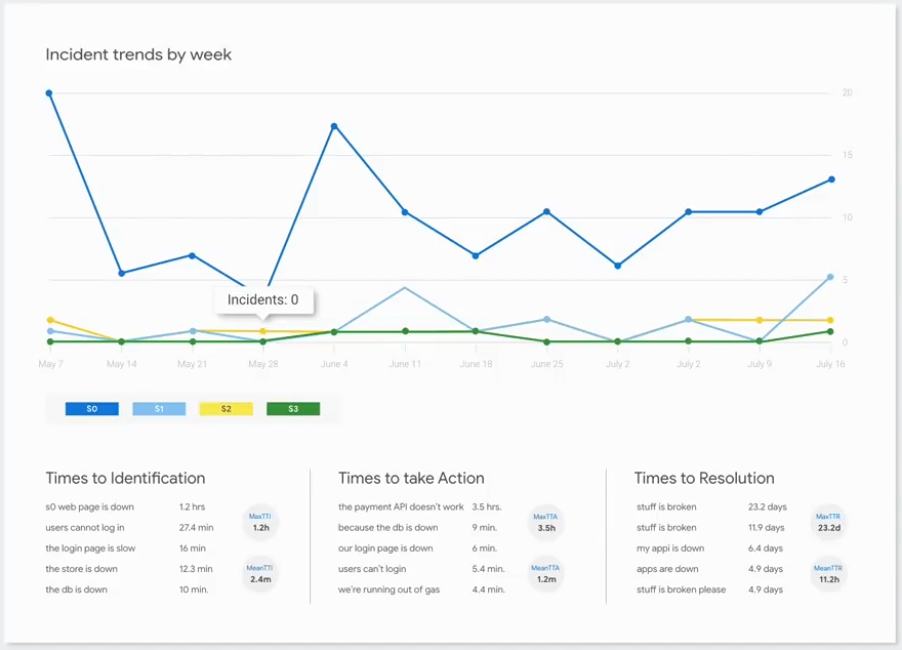 Incident trends by week
20
15
10
5
0
Incidents: 0
May 7 May 14 May 21 May 28 June 4 June 11 June 18 June 25 July 2 July 2 July 9 July 16
S0 S1 S2 S3
Times to Identification
s0 web page is down 1.2 hrs
users cannot log in 27.4 min
the login page is slow 16 min
the store is down 12.3 min
the db is down 10 min.
MaxTTI
1.2h
MeanTTI
2.4m
Times to take Action
the payment API doesn't work 3.5 hrs.
because the db is down 9 min.
our login page is down 6 min.
users can't login 5.4 min.
we're running out of gas 4.4 min.
MaxTTA
3.5h
MeanTTA
1.2m
Times to Resolution
stuff is broken 23.2 days
stuff is broken 11.9 days
my appi is down 6.4 days
apps are down 4.9 days
stuff is broken please 4.9 days
MaxTTR
23.2d
MeanTTR
11.2h